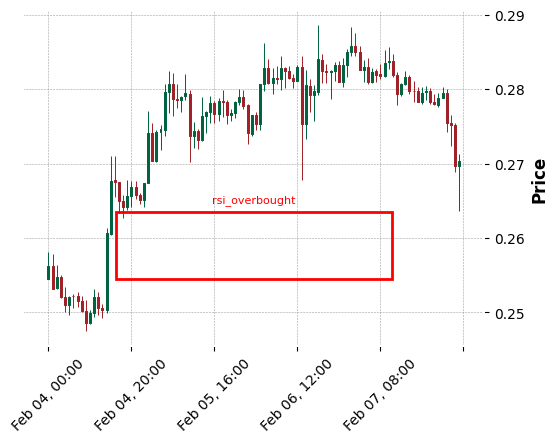 0.29
0.28
0.27
0.26
0.25
Price
rsi_overbought
Feb 04, 00:00
Feb 04, 20:00
Feb 05, 16:00
Feb 06, 12:00
Feb 07, 08:00